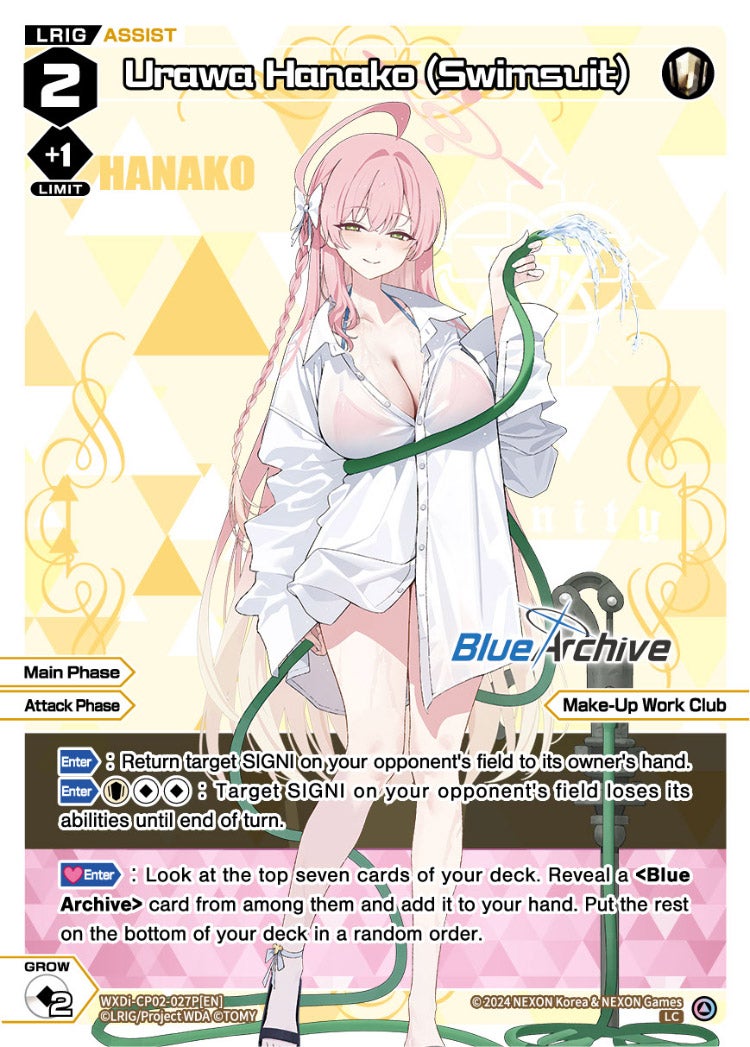 LRIG ASSIST
2
Urawa Hanako (Swimsuit)
+1
LIMIT
HANAKO
nity
Blue Archive
Main Phase
Attack Phase
Make-Up Work Club
Enter : Return target SIGNI on your opponent's field to its owner's hand.
Enter : Target SIGNI on your opponent's field loses its
abilities until end of turn.
Enter : Look at the top seven cards of your deck. Reveal a <Blue
Archive> card from among them and add it to your hand. Put the rest
on the bottom of your deck in a random order.
GROW
2
WXDi-CP02-027P[EN]
©LRIG/Project WDA ©TOMY
© 2024 NEXON Korea & NEXON Games
LC